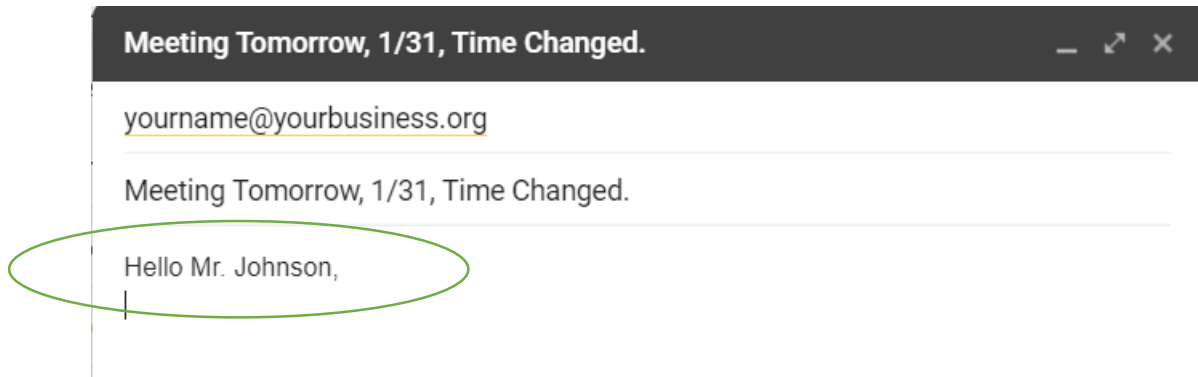 Meeting Tomorrow, 1/31, Time Changed.
yourname@yourbusiness.org
Meeting Tomorrow, 1/31, Time Changed.
Hello Mr. Johnson,